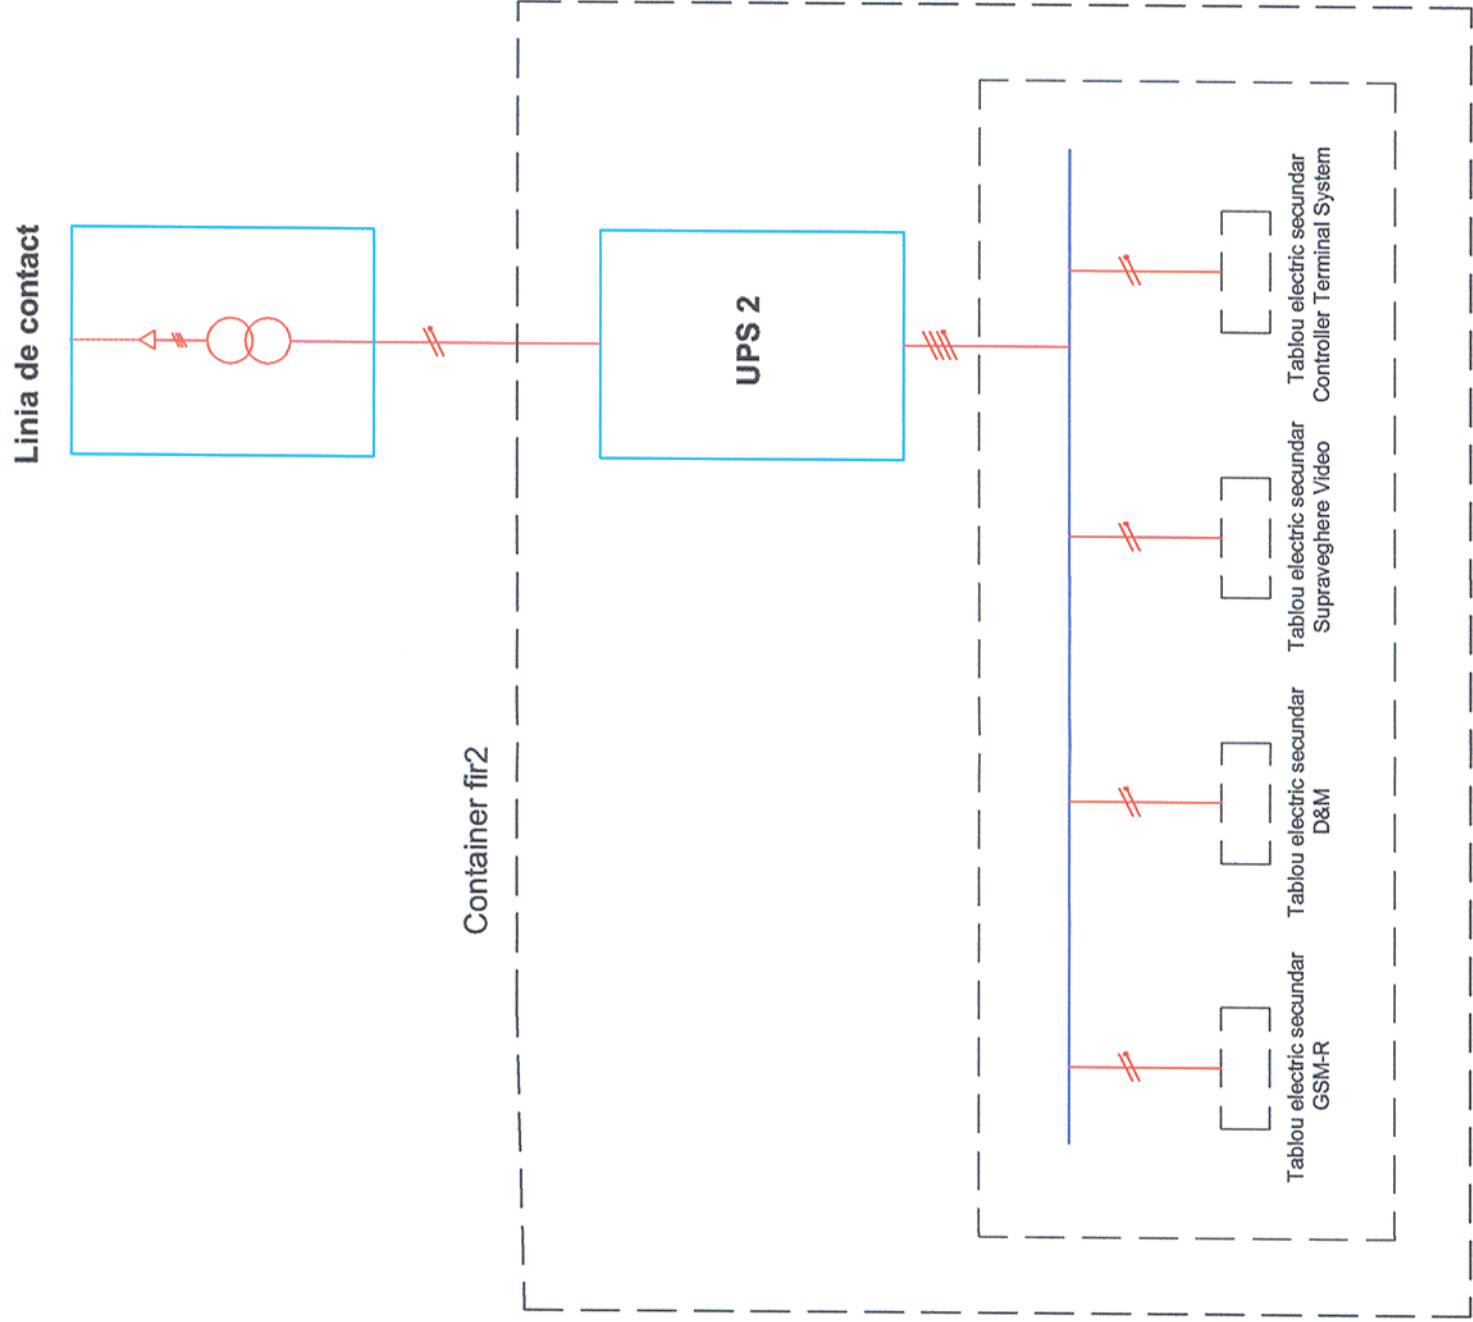 Linia de contact
Container fir2
UPS 2
Tablou electric secundar
GSM-R
Tablou electric secundar
D&M
Tablou electric secundar
Supraveghere Video
Tablou electric secundar
Controller Terminal System